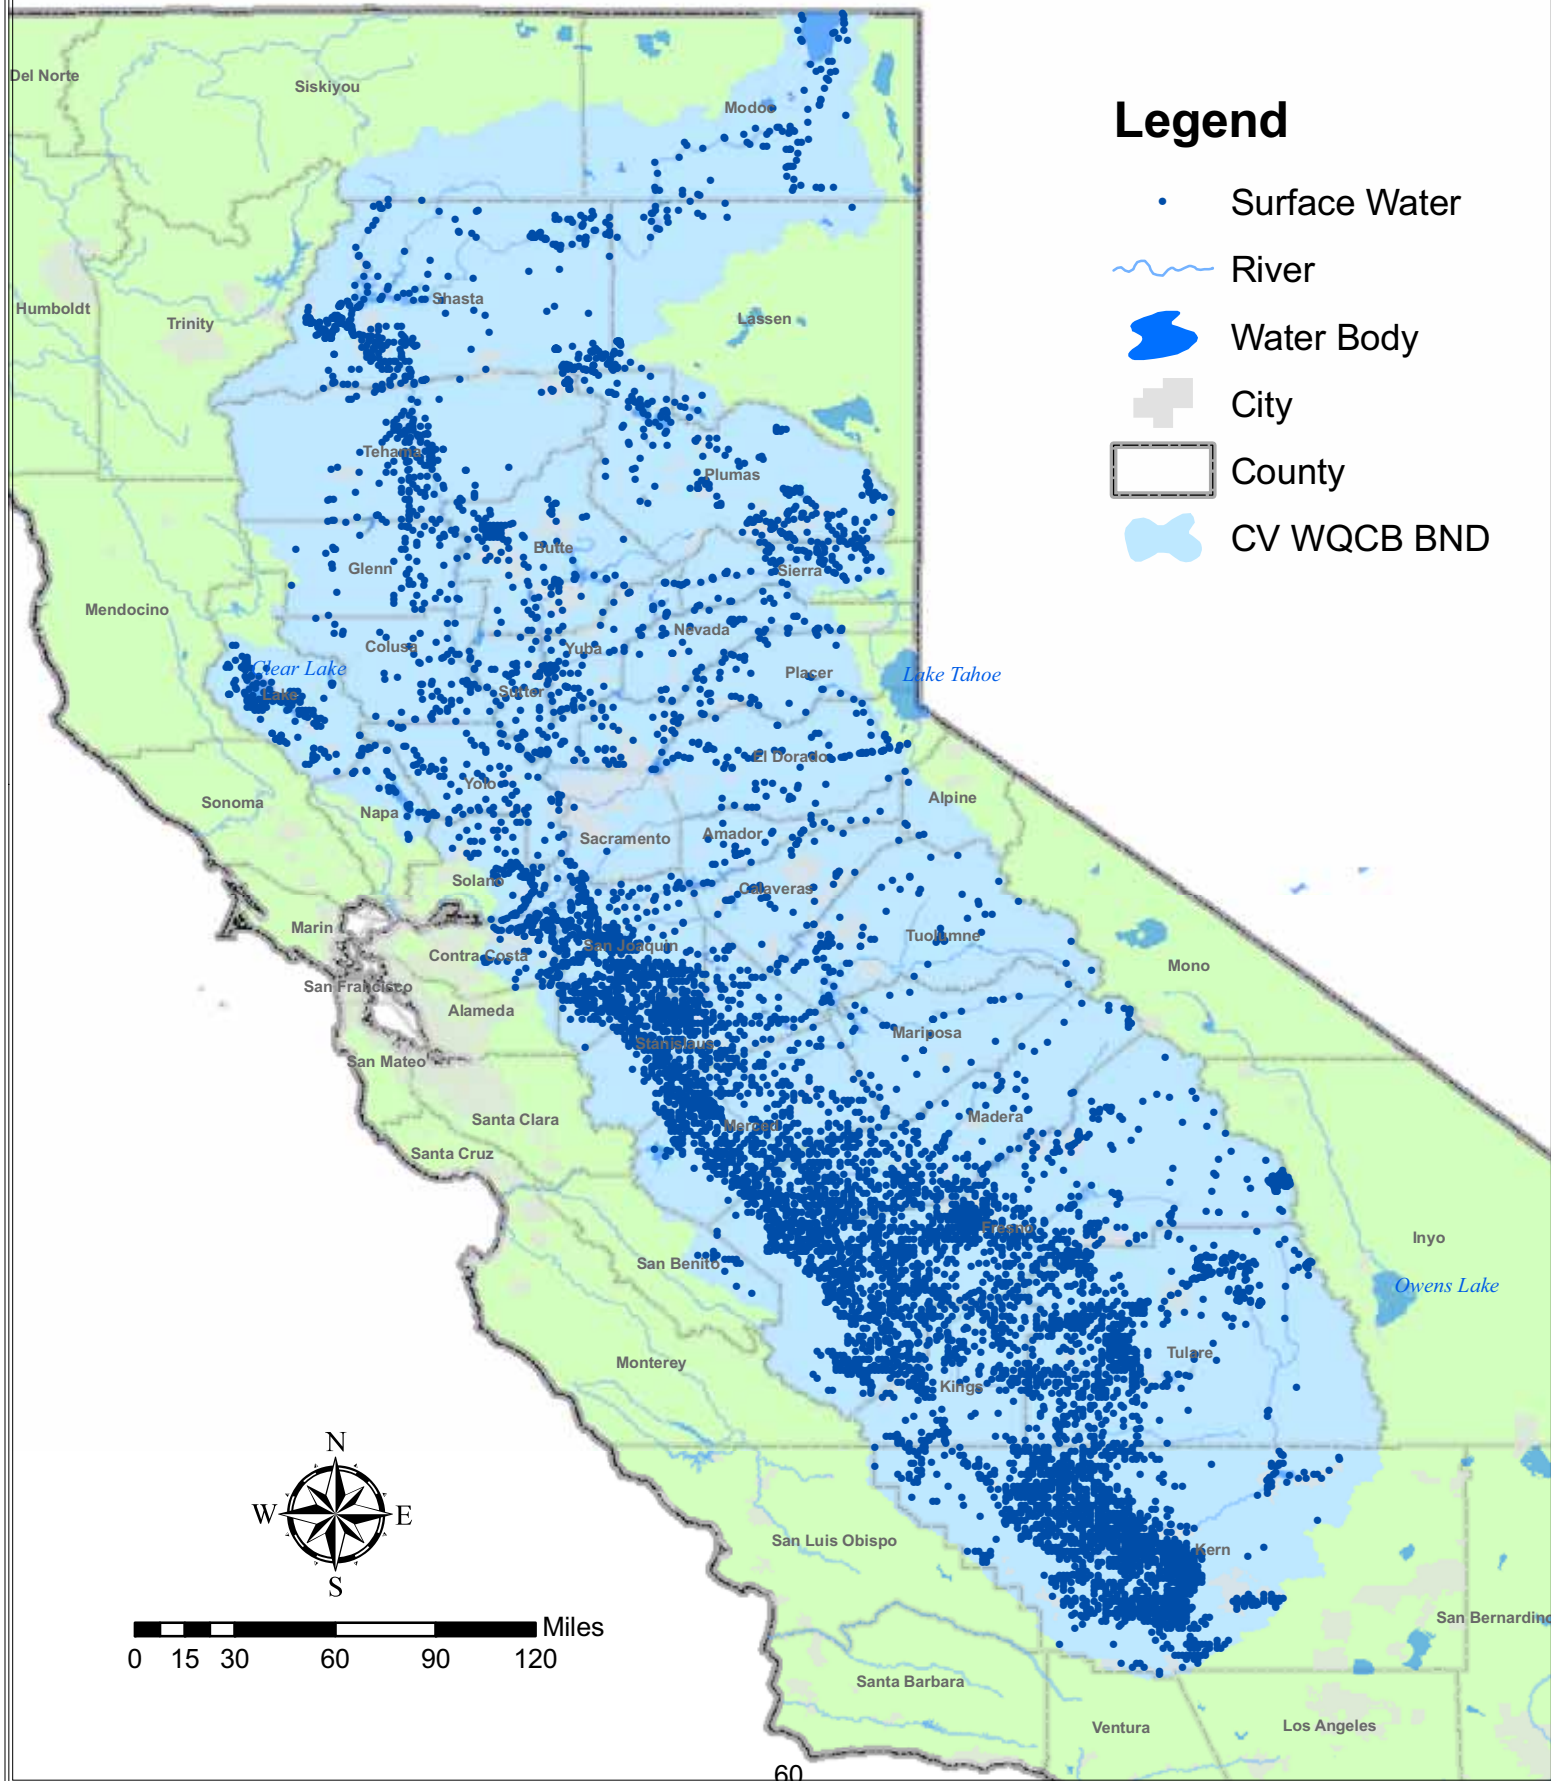 Legend
Surface Water
River
Water Body
City
County
CV WQCB BND
Del Norte
Siskiyou
Modoc
Humboldt
Trinity
Shasta
Lassen
Tehama
Plumas
Butte
Glenn
Sierra
Mendocino
Nevada
Colusa
Yuba
Clear Lake
Placer
Lake Tahoe
Lake
Sutter
El Dorado
Yolo
Alpine
Sonoma
Napa
Sacramento
Amador
Solano
Calaveras
Marin
San Joaquin
Tuolumne
Contra Costa
Mono
San Francisco
Alameda
Mariposa
Stanislaus
San Mateo
Santa Clara
Madera
Merced
Santa Cruz
Fresno
Inyo
San Benito
Owens Lake
Tulare
Monterey
Kings
N
W E
S
San Luis Obispo
Kern
San Bernardino
Miles
0 15 30 60 90 120
Santa Barbara
Ventura
Los Angeles
60